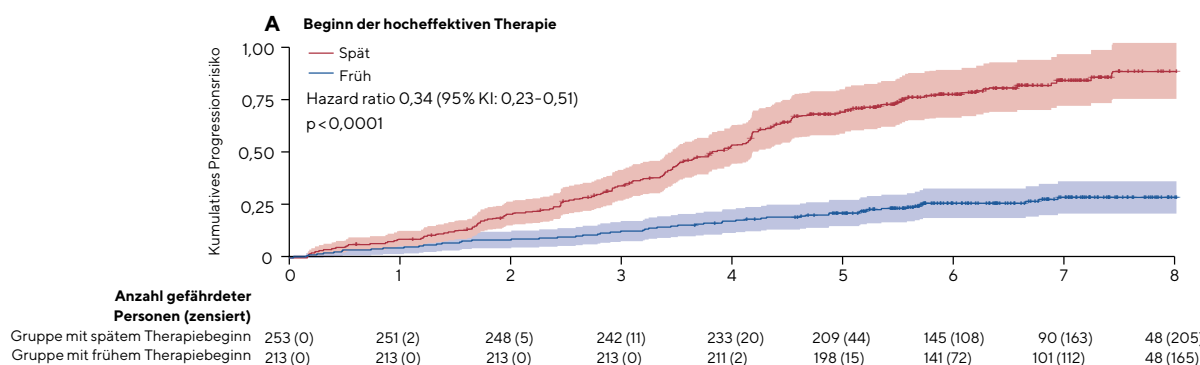 A Beginn der hocheffektiven Therapie
Kumulatives Progressionsrisiko
1,00
0,75
0,50
0,25
0
Spät
Früh
Hazard ratio 0,34 (95% KI: 0,23–0,51)
p<0,0001
0 1 2 3 4 5 6 7 8
Anzahl gefährdeter
Personen (zensiert)
Gruppe mit spätem Therapiebeginn 253 (0) 251 (2) 248 (5) 242 (11) 233 (20) 209 (44) 145 (108) 90 (163) 48 (205)
Gruppe mit frühem Therapiebeginn 213 (0) 213 (0) 213 (0) 213 (0) 211 (2) 198 (15) 141 (72) 101 (112) 48 (165)